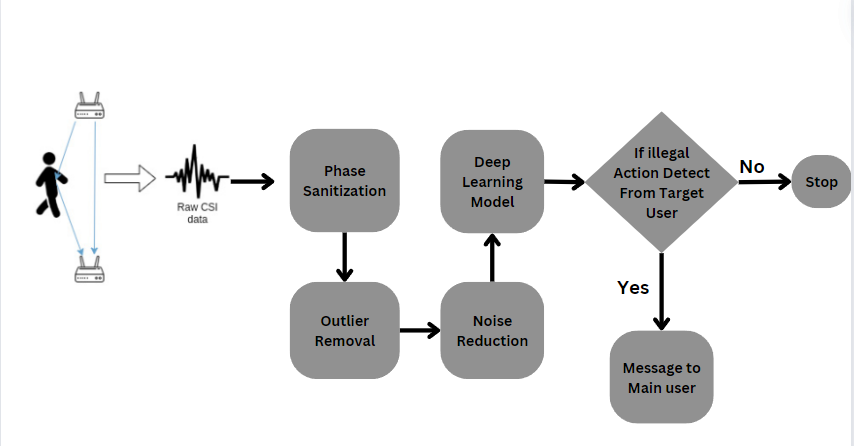 Raw CSI
data
Phase
Sanitization
Outlier
Removal
Noise
Reduction
Deep
Learning
Model
If illegal
Action Detect
From Target
User
No
Stop
Yes
Message to
Main user